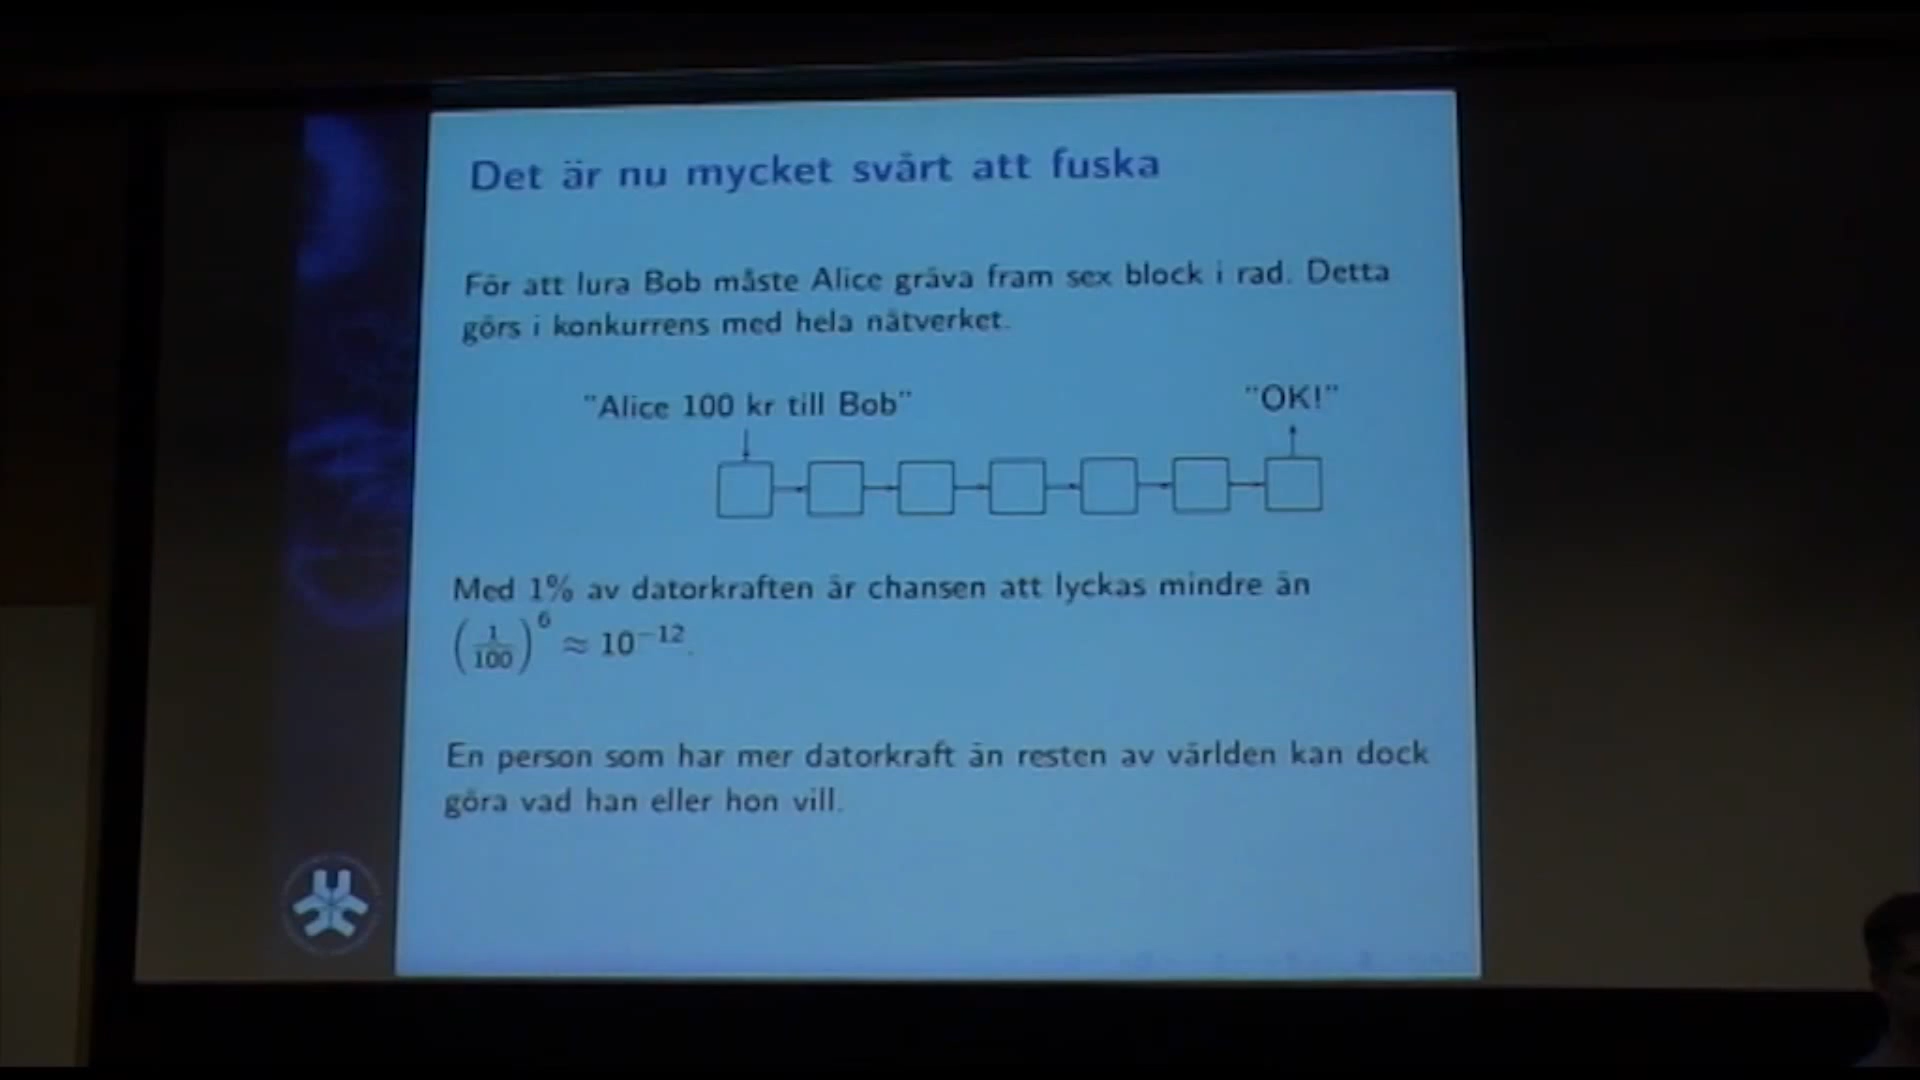 Det är nu mycket svårt att fuska
För att lura Bob måste Alice gräva fram sex block i rad. Detta
görs i konkurrens med hela nätverket.
"Alice 100 kr till Bob"
"OK!"
Med 1% av datorkraften är chansen att lyckas mindre än
(1/100)^6 ≈ 10^-12.
En person som har mer datorkraft än resten av världen kan dock
göra vad han eller hon vill.